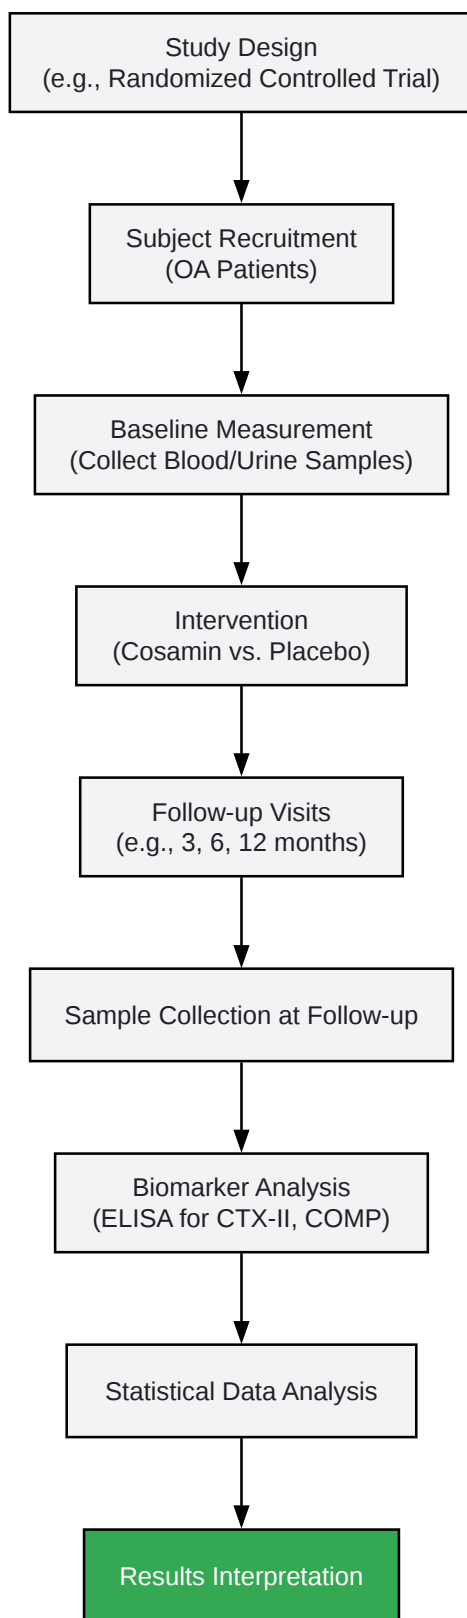 Study Design
(e.g., Randomized Controlled Trial)
Subject Recruitment
(OA Patients)
Baseline Measurement
(Collect Blood/Urine Samples)
Intervention
(Cosamin vs. Placebo)
Follow-up Visits
(e.g., 3, 6, 12 months)
Sample Collection at Follow-up
Biomarker Analysis
(ELISA for CTX-II, COMP)
Statistical Data Analysis
Results Interpretation